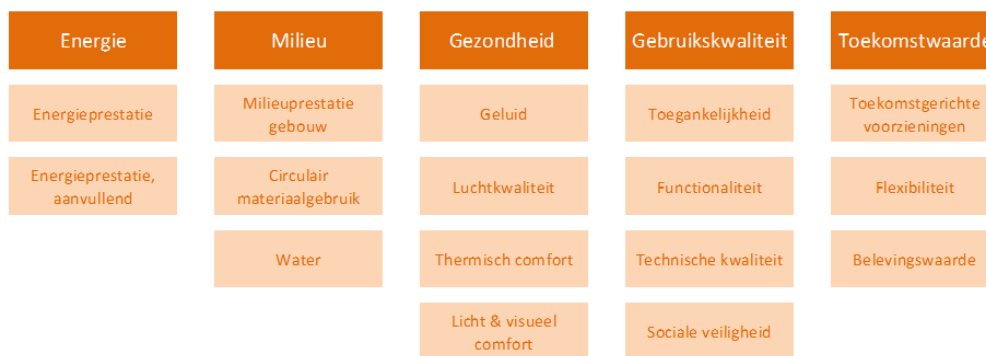 Energie
Milieu
Gezondheid
Gebruikskwaliteit
Toekomstwaarde
Energieprestatie
Milieuprestatie
gebouw
Geluid
Toegankelijkheid
Toekomstgerichte
voorzieningen
Energieprestatie,
aanvullend
Circulair
materiaalgebruik
Luchtkwaliteit
Functionaliteit
Flexibiliteit
Water
Thermisch comfort
Technische kwaliteit
Belevingswaarde
Licht & visueel
comfort
Sociale veiligheid